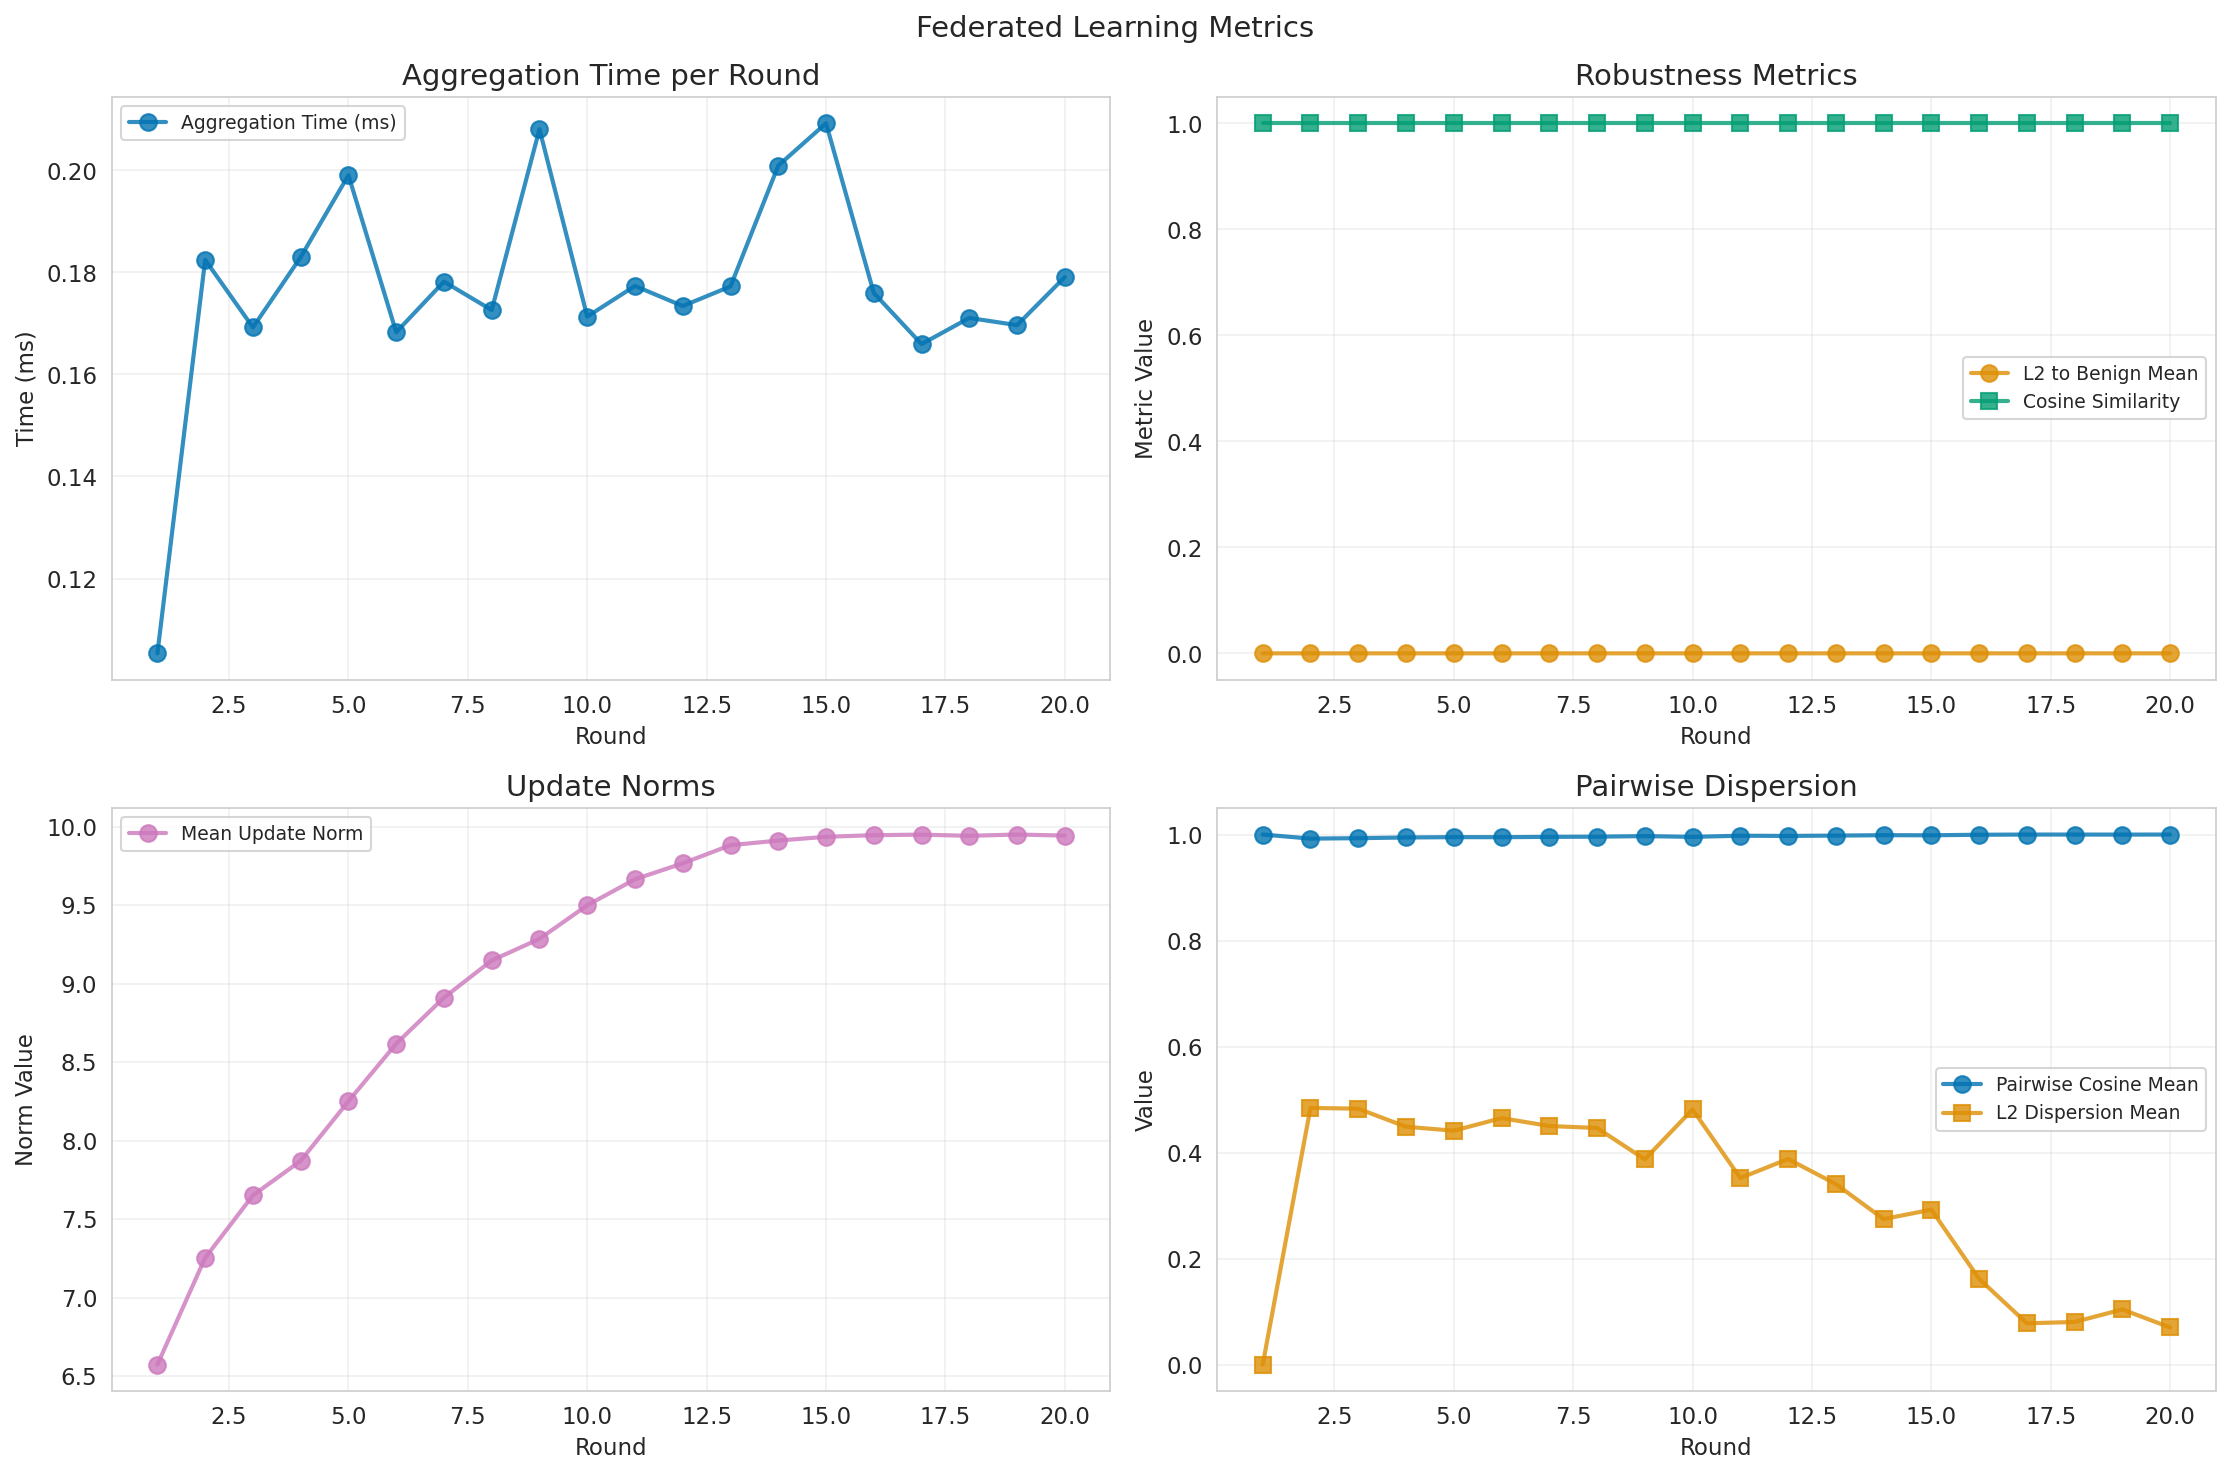 Federated Learning Metrics
Aggregation Time per Round
Aggregation Time (ms)
Time (ms)
0.20
0.18
0.16
0.14
0.12
2.5 5.0 7.5 10.0 12.5 15.0 17.5 20.0
Round
Robustness Metrics
Metric Value
1.0
0.8
0.6
0.4
0.2
0.0
L2 to Benign Mean
Cosine Similarity
2.5 5.0 7.5 10.0 12.5 15.0 17.5 20.0
Round
Update Norms
Mean Update Norm
Norm Value
10.0
9.5
9.0
8.5
8.0
7.5
7.0
6.5
2.5 5.0 7.5 10.0 12.5 15.0 17.5 20.0
Round
Pairwise Dispersion
Value
1.0
0.8
0.6
0.4
0.2
0.0
Pairwise Cosine Mean
L2 Dispersion Mean
2.5 5.0 7.5 10.0 12.5 15.0 17.5 20.0
Round